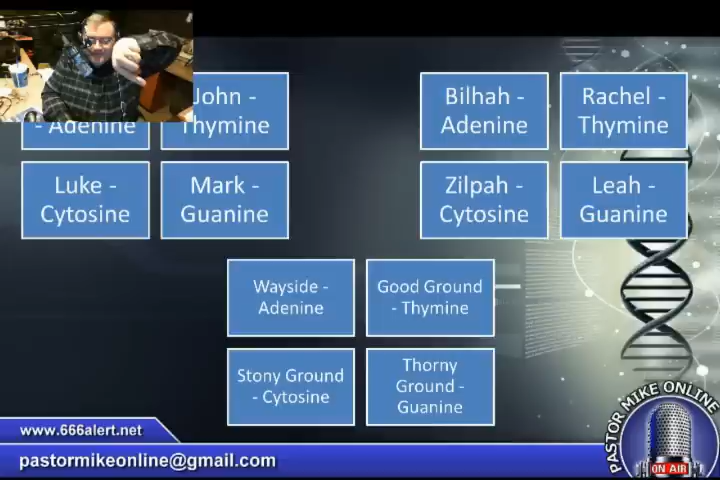 - Adenine
John -
Thymine
Bilhah -
Adenine
Rachel -
Thymine
Luke -
Cytosine
Mark -
Guanine
Zilpah -
Cytosine
Leah -
Guanine
Wayside -
Adenine
Good Ground
- Thymine
Stony Ground
- Cytosine
Thorny
Ground -
Guanine
www.666alert.net
pastormikeonline@gmail.com
PASTOR MIKE ONLINE
ON AIR